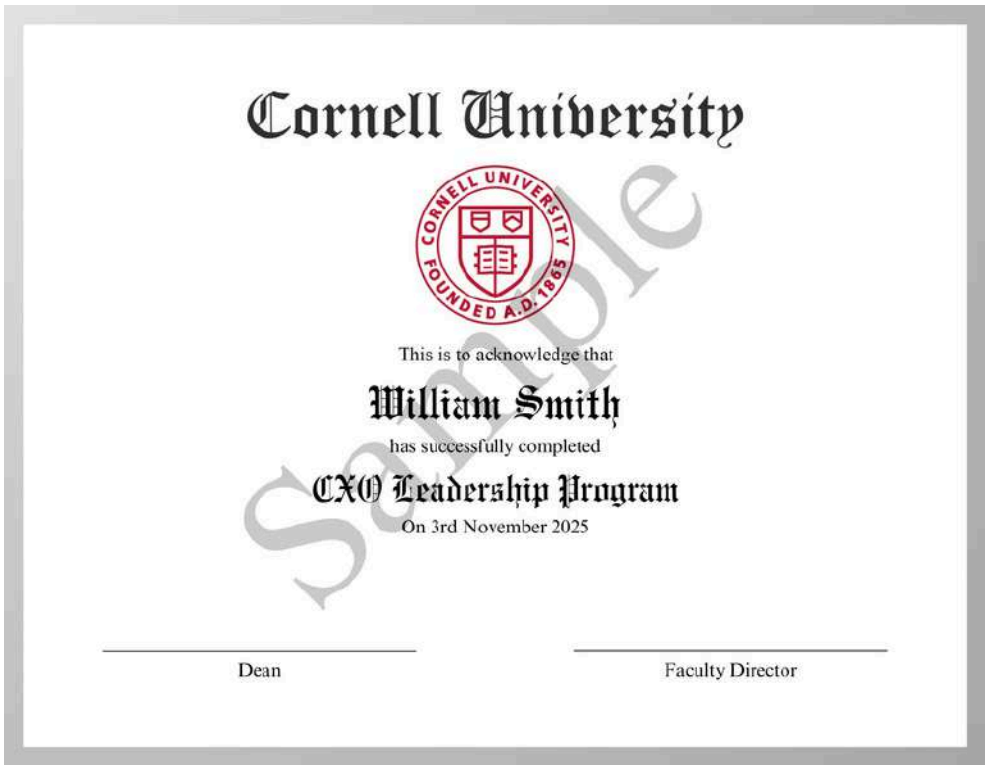 Cornell University
CORNELL UNIVERSITY
FOUNDED A.D. 1865
This is to acknowledge that
William Smith
has successfully completed
CXO Leadership Program
On 3rd November 2025
Sample
Dean
Faculty Director